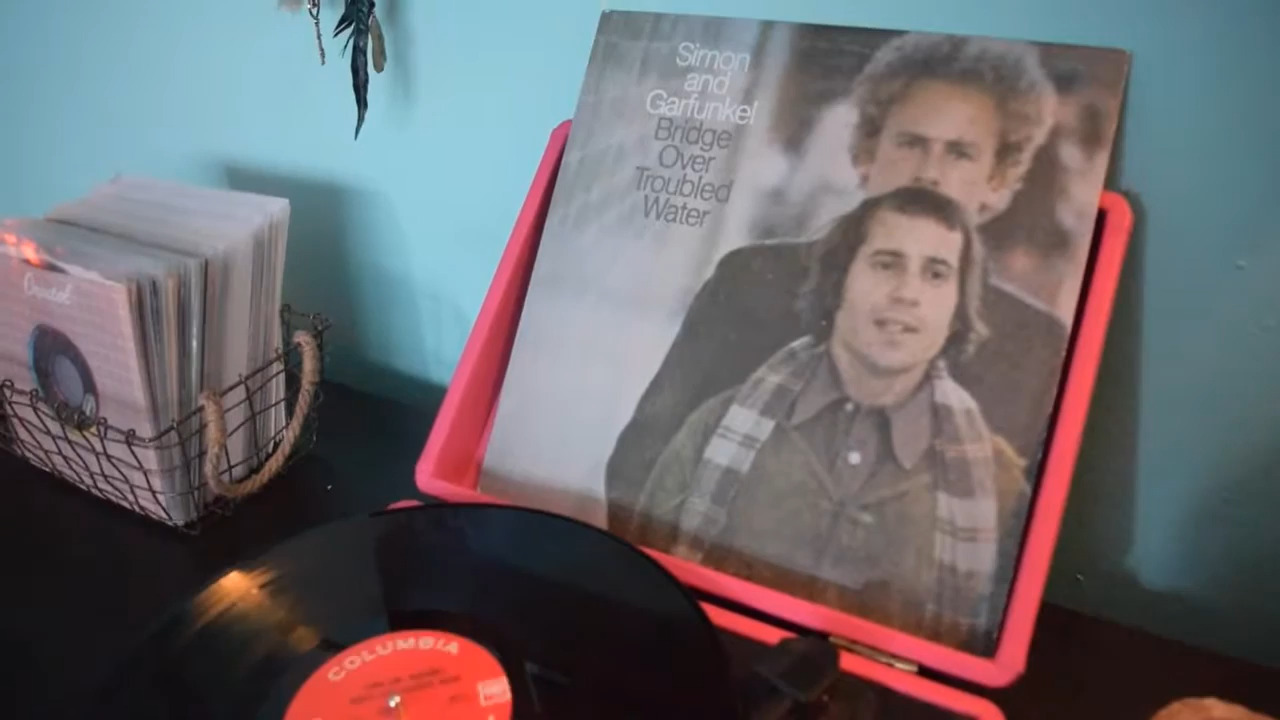 Simon
and
Garfunkel
Bridge
Over
Troubled
Water
COLUMBIA